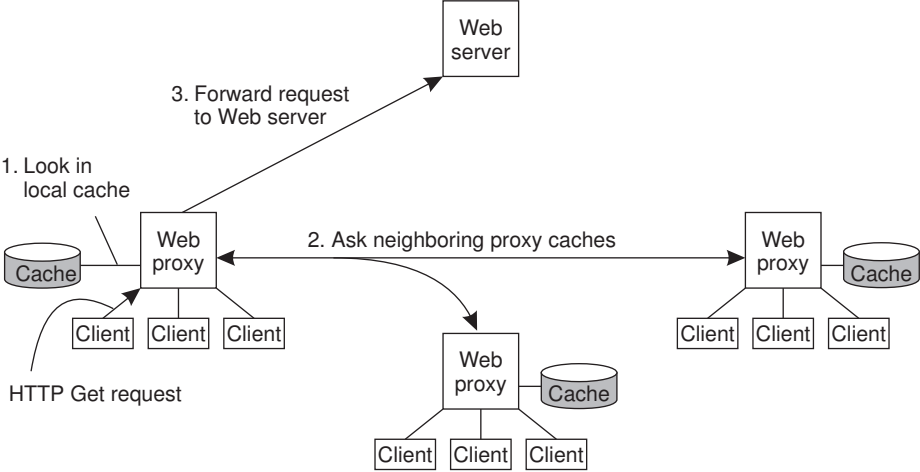 Web
server
3. Forward request
to Web server
1. Look in
local cache
Web
proxy
2. Ask neighboring proxy caches
Web
proxy
Cache
Cache
Client
Client
Client
Client
Client
Client
HTTP Get request
Web
proxy
Cache
Client
Client
Client